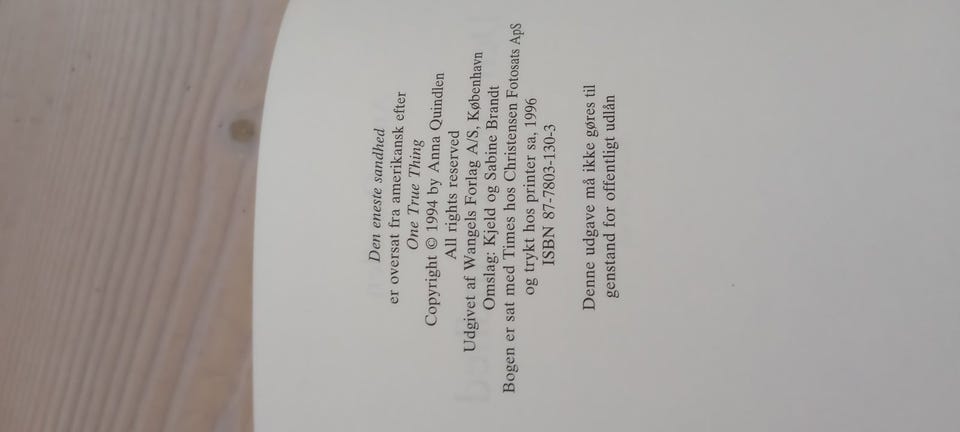 Den eneste sandhed
er oversat fra amerikansk efter
One True Thing
Copyright © 1994 by Anna Quindlen
All rights reserved
Udgivet af Wangels Forlag A/S, København
Omslag: Kjeld og Sabine Brandt
Bogen er sat med Times hos Christensen Fotosats ApS
og trykt hos printer sa, 1996
ISBN 87-7803-130-3
Denne udgave må ikke gøres til
genstand for offentligt udlån